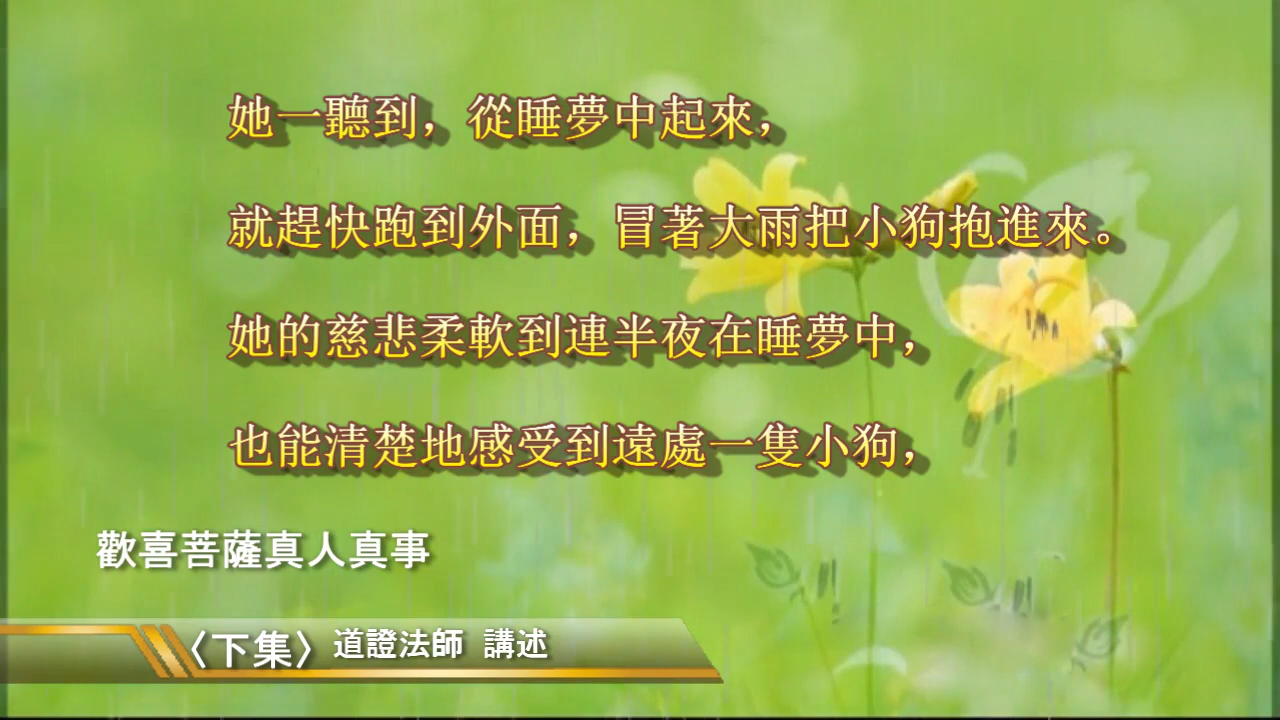 她一聽到，從睡夢中起來，
就趕快跑到外面，冒著大雨把小狗抱進來。
她的慈悲柔軟到連半夜在睡夢中，
也能清楚地感受到遠處一隻小狗，
歡喜菩薩真人真事
〈下集〉道證法師 講述